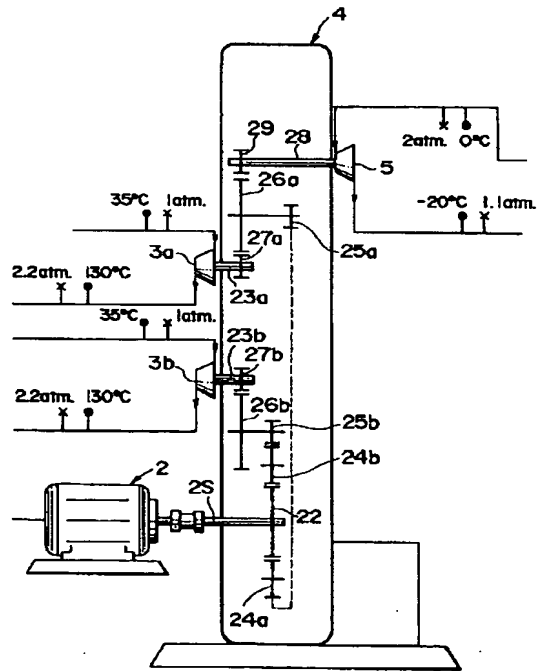 4
29
28
2atm.
0°C
5
26a
35°C
1atm.
-20°C
1.1atm.
25a
3a
27a
2.2atm.
130°C
23a
35°C
1atm.
23b
27b
3b
2.2atm.
130°C
26b
25b
24b
2
2S
22
24a